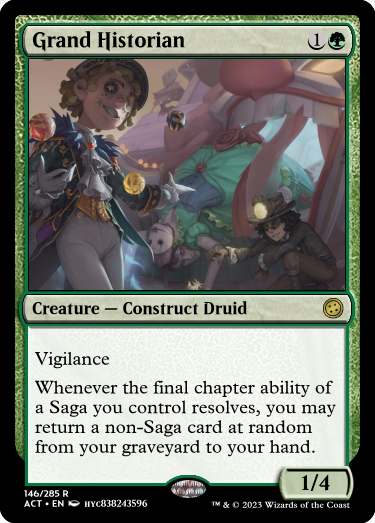 Grand Historian 1
Creature — Construct Druid
Vigilance
Whenever the final chapter ability of
a Saga you control resolves, you may
return a non-Saga card at random
from your graveyard to your hand.
1/4
146/285 R
ACT • EN HYC838243596
™ & © 2023 Wizards of the Coast